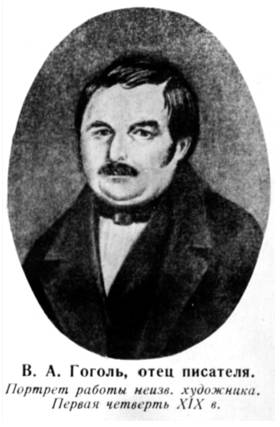 В. А. Гоголь, отец писателя.
Портрет работы неизв. художника.
Первая четверть XIX в.